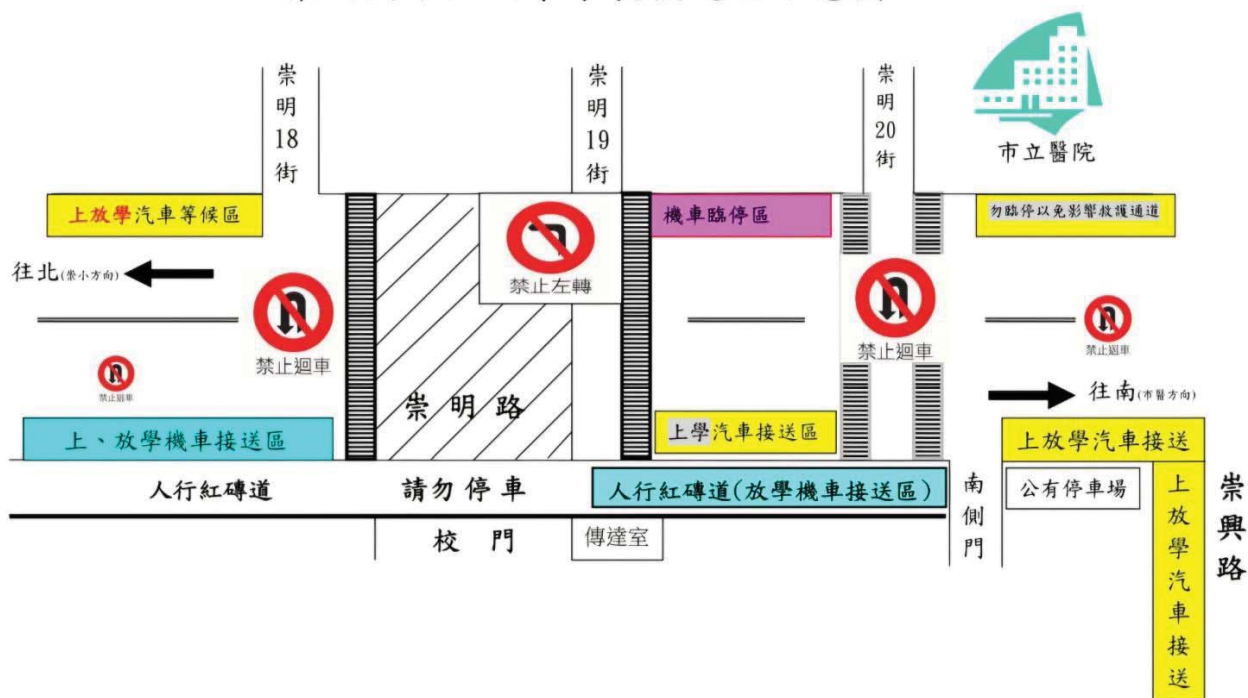 崇明18街
崇明19街
崇明20街
市立醫院
上放學汽車等候區
機車臨停區
勿臨停以免影響救護通道
禁止左轉
往北(崇小方向)
禁止迴車
禁止迴車
禁止迴車
禁止迴車
往南(市醫方向)
崇明路
上、放學機車接送區
上學汽車接送區
上放學汽車接送
人行紅磚道
請勿停車
人行紅磚道(放學機車接送區)
南側門
公有停車場
上放學汽車接送
崇興路
校門
傳達室